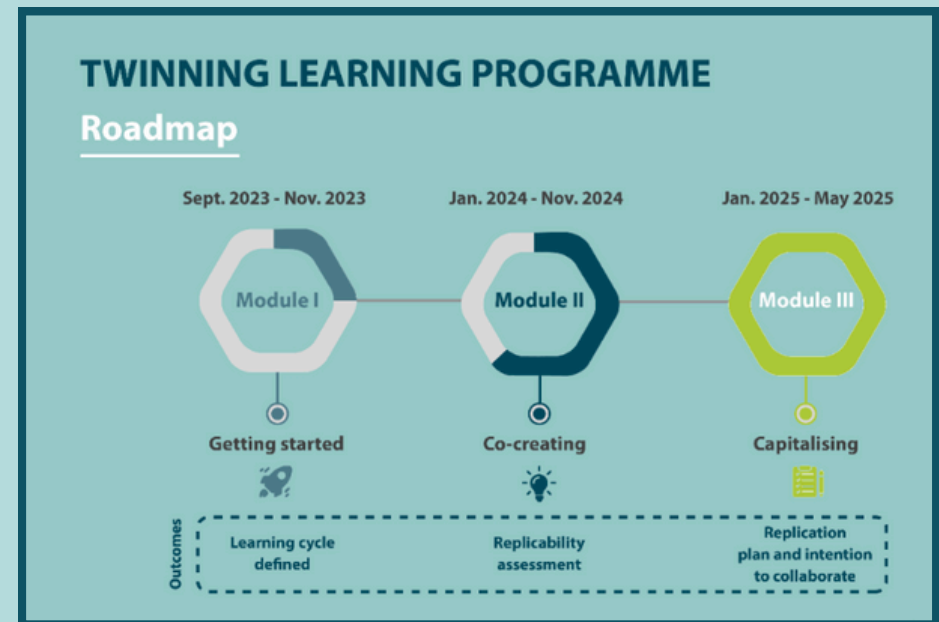 TWINNING LEARNING PROGRAMME
Roadmap
Sept. 2023 - Nov. 2023
Jan. 2024 - Nov. 2024
Jan. 2025 - May 2025
Module I
Module II
Module III
Getting started
Co-creating
Capitalising
Outcomes
Learning cycle
defined
Replicability
assessment
Replication
plan and intention
to collaborate